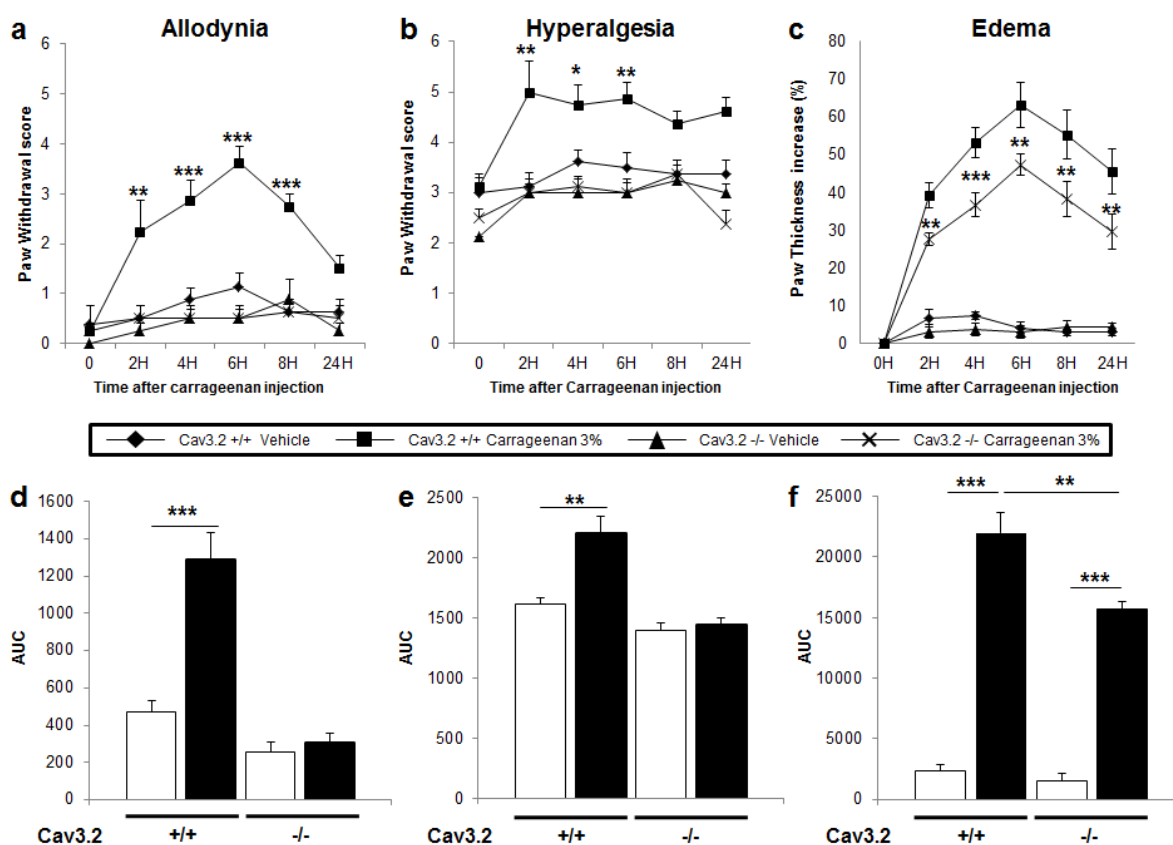 a Allodynia
Paw Withdrawal score
6
5
4
3
2
1
0
** *** *** ***
0 2H 4H 6H 8H 24H
Time after carrageenan injection
b Hyperalgesia
Paw Withdrawal score
6
5
4
3
2
1
0
** * **
0 2H 4H 6H 8H 24H
Time after Carrageenan injection
c Edema
Paw Thickness increase (%)
80
70
60
50
40
30
20
10
0
** *** ** ** **
0H 2H 4H 6H 8H 24H
Time after Carrageenan injection
Cav3.2 +/+ Vehicle Cav3.2 +/+ Carrageenan 3% Cav3.2 -/- Vehicle Cav3.2 -/- Carrageenan 3%
d
AUC
1600
1400
1200
1000
800
600
400
200
0
***
Cav3.2 +/+ -/-
e
AUC
2500
2000
1500
1000
500
0
**
+/+ -/-
f
AUC
25000
20000
15000
10000
5000
0
*** **
***
+/+ -/-